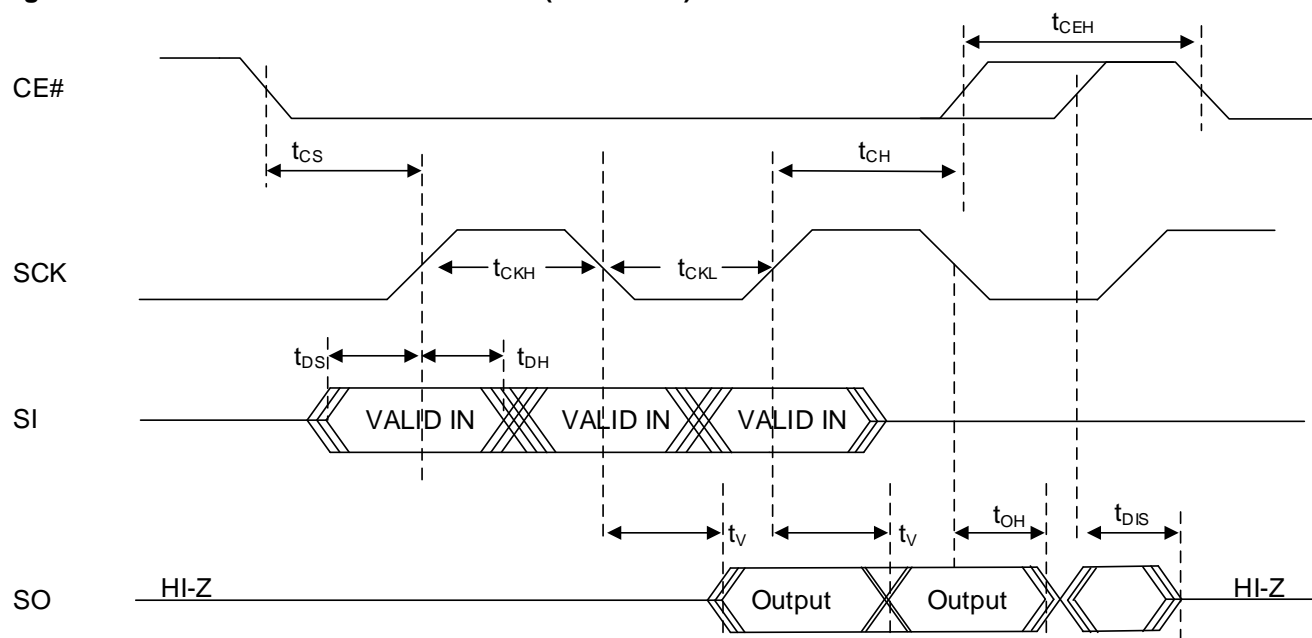 tCEH
CE#
tCS
tCH
SCK
tCKH
tCKL
tDS
tDH
SI
VALID IN
VALID IN
VALID IN
tV
tV
tOH
tDIS
SO
HI-Z
Output
Output
HI-Z